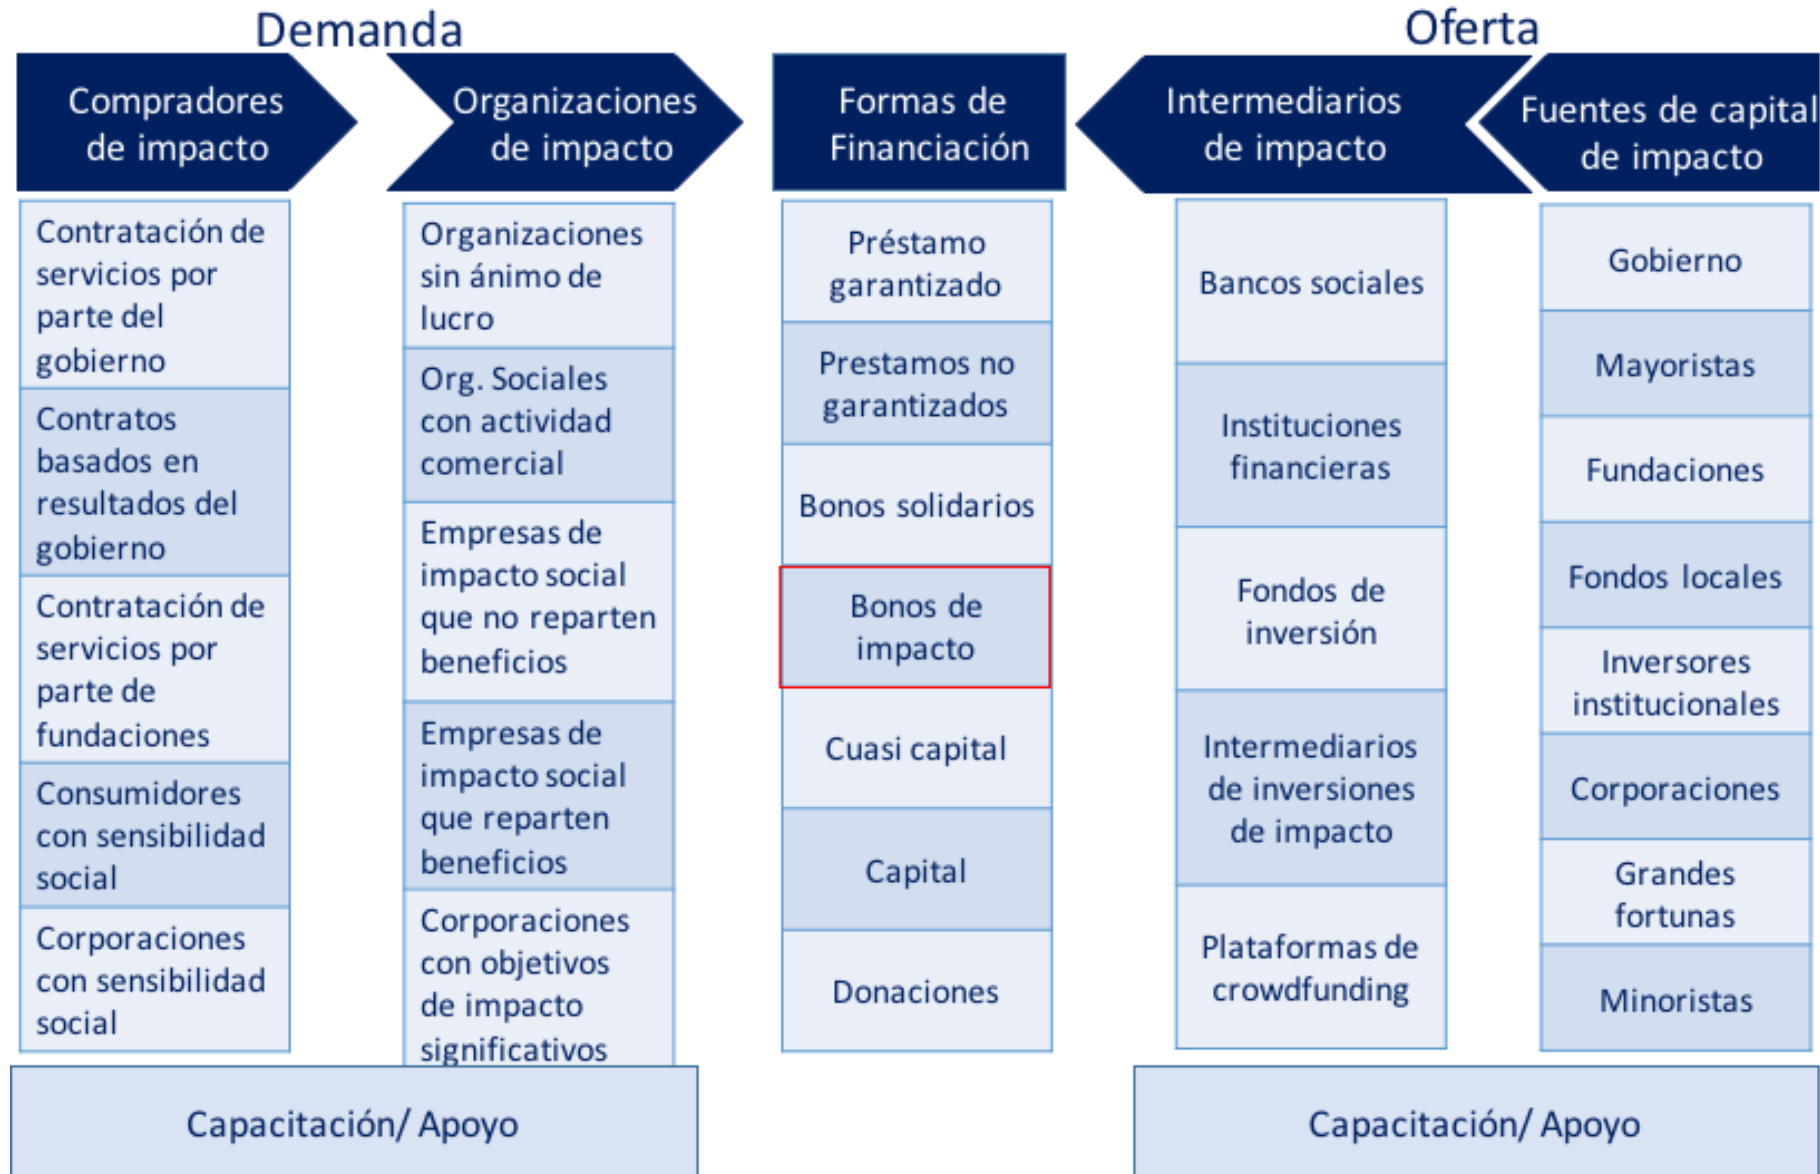 Demanda
Oferta
Compradores
de impacto
Organizaciones
de impacto
Formas de
Financiación
Intermediarios
de impacto
Fuentes de capital
de impacto
Contratación de
servicios por
parte del
gobierno
Contratos
basados en
resultados del
gobierno
Contratación de
servicios por
parte de
fundaciones
Consumidores
con sensibilidad
social
Corporaciones
con sensibilidad
social
Organizaciones
sin ánimo de
lucro
Org. Sociales
con actividad
comercial
Empresas de
impacto social
que no reparten
beneficios
Empresas de
impacto social
que reparten
beneficios
Corporaciones
con objetivos
de impacto
significativos
Préstamo
garantizado
Prestamos no
garantizados
Bonos solidarios
Bonos de
impacto
Cuasi capital
Capital
Donaciones
Bancos sociales
Instituciones
financieras
Fondos de
inversión
Intermediarios
de inversiones
de impacto
Plataformas de
crowdfunding
Gobierno
Mayoristas
Fundaciones
Fondos locales
Inversores
institucionales
Corporaciones
Grandes
fortunas
Minoristas
Capacitación/ Apoyo
Capacitación/ Apoyo